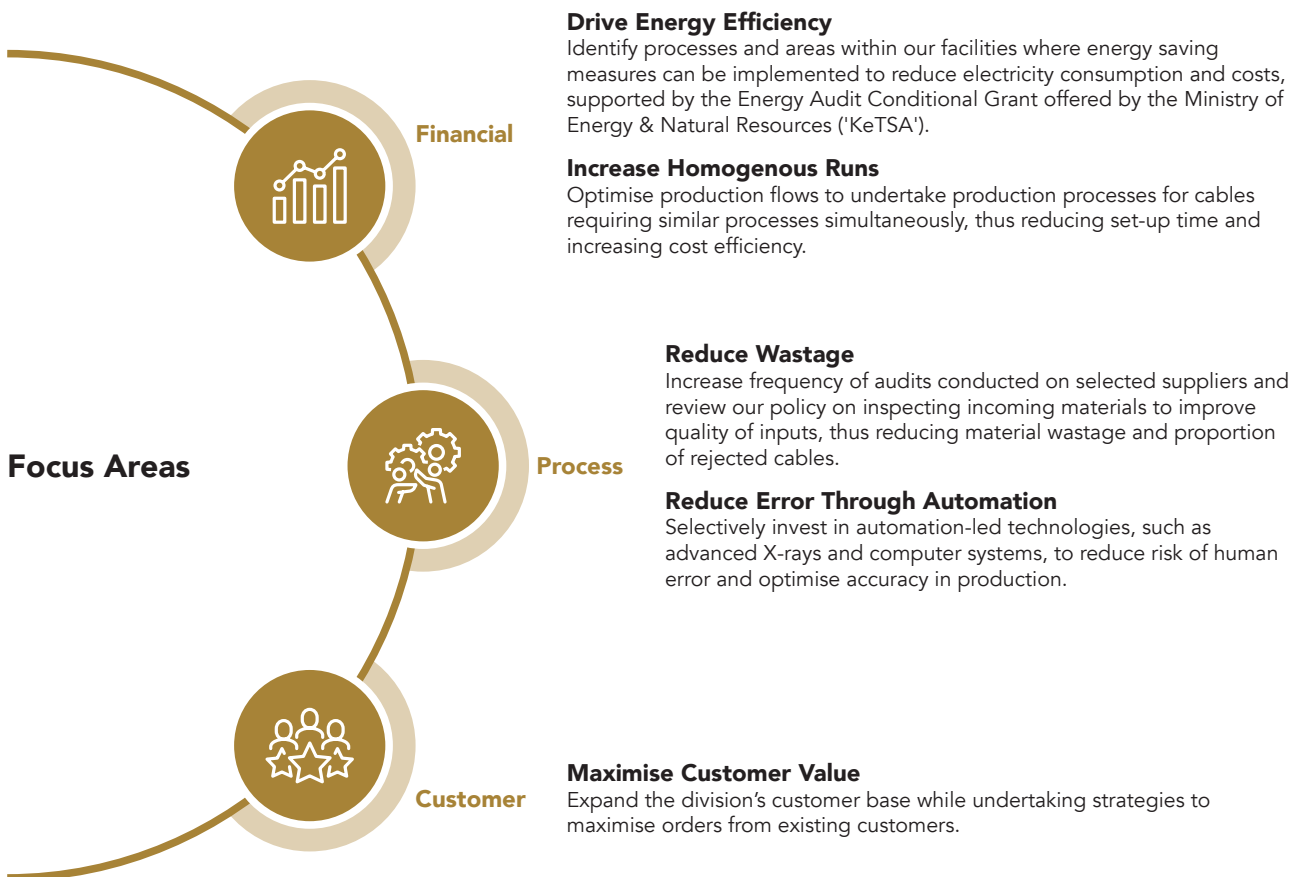 Focus Areas
Financial
Drive Energy Efficiency
Identify processes and areas within our facilities where energy saving
measures can be implemented to reduce electricity consumption and costs,
supported by the Energy Audit Conditional Grant offered by the Ministry of
Energy & Natural Resources ('KeTSA').
Increase Homogenous Runs
Optimise production flows to undertake production processes for cables
requiring similar processes simultaneously, thus reducing set-up time and
increasing cost efficiency.
Process
Reduce Wastage
Increase frequency of audits conducted on selected suppliers and
review our policy on inspecting incoming materials to improve
quality of inputs, thus reducing material wastage and proportion
of rejected cables.
Reduce Error Through Automation
Selectively invest in automation-led technologies, such as
advanced X-rays and computer systems, to reduce risk of human
error and optimise accuracy in production.
Customer
Maximise Customer Value
Expand the division’s customer base while undertaking strategies to
maximise orders from existing customers.